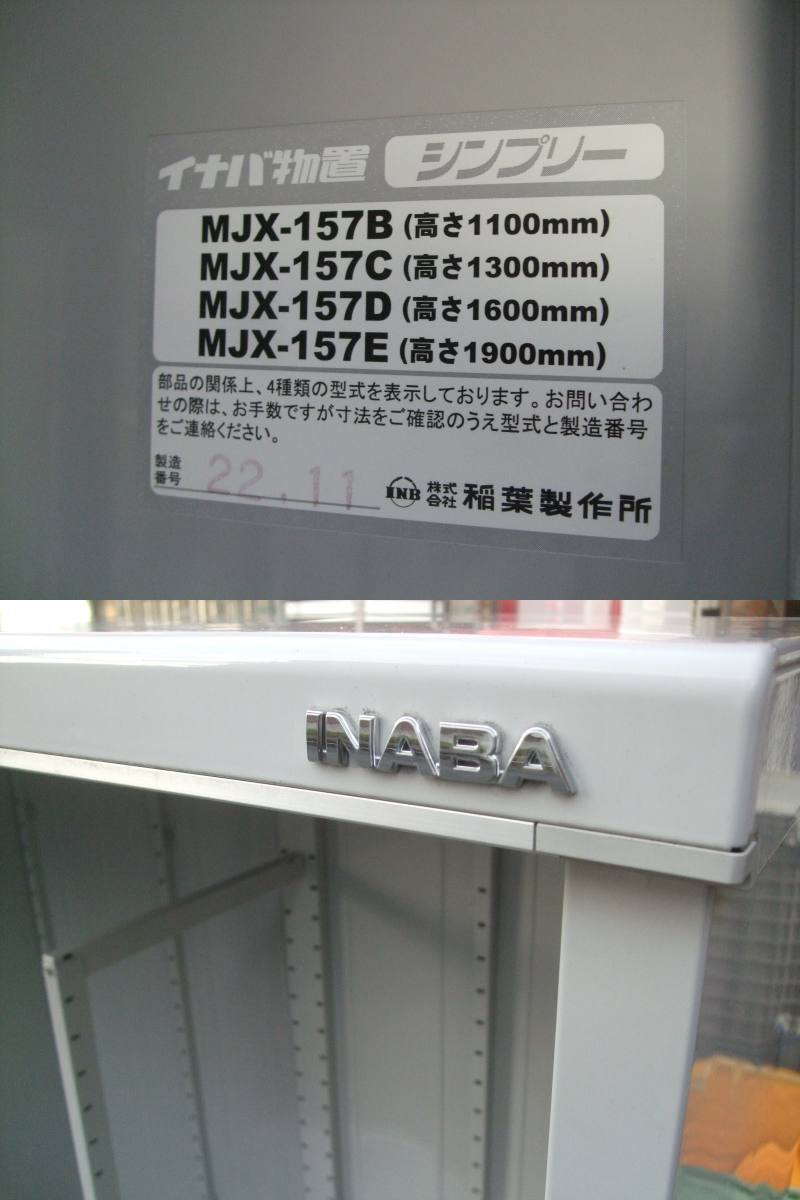 イナバ物置 シンプリー
MJX-157B (高さ1100mm)
MJX-157C (高さ1300mm)
MJX-157D (高さ1600mm)
MJX-157E (高さ1900mm)
部品の関係上、4種類の型式を表示しております。お問い合わ
せの際は、お手数ですが寸法をご確認のうえ型式と製造番号
をご連絡ください。
製造番号 22.11 INB 株式会社 稲葉製作所
INABA